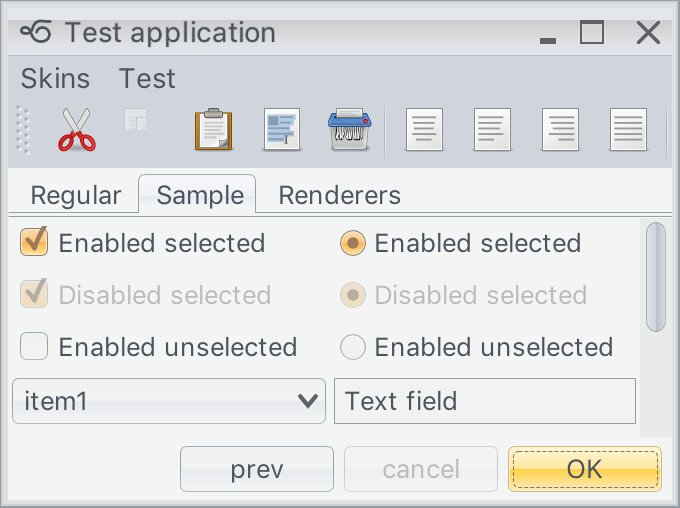 Test application
Skins Test
Regular Sample Renderers
Enabled selected Enabled selected
Disabled selected Disabled selected
Enabled unselected Enabled unselected
item1 Text field
prev cancel OK